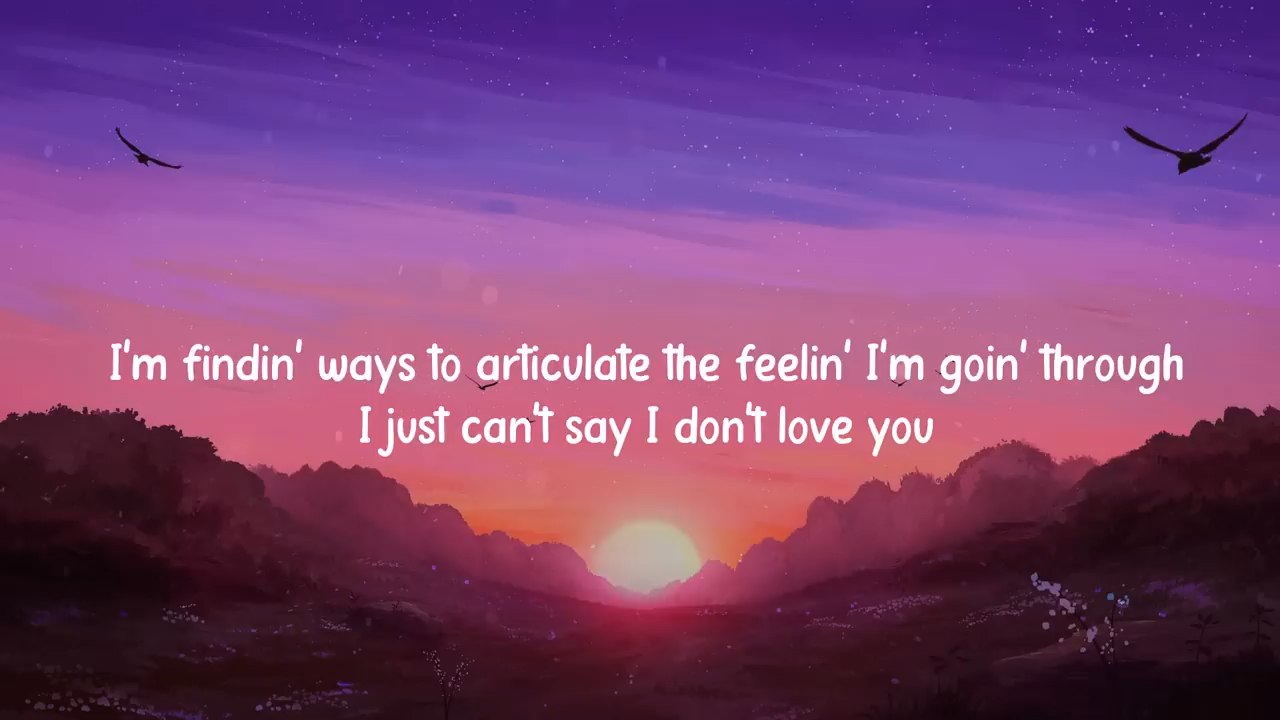 I'm findin' ways to articulate the feelin' I'm goin' through
I just can't say I don't love you